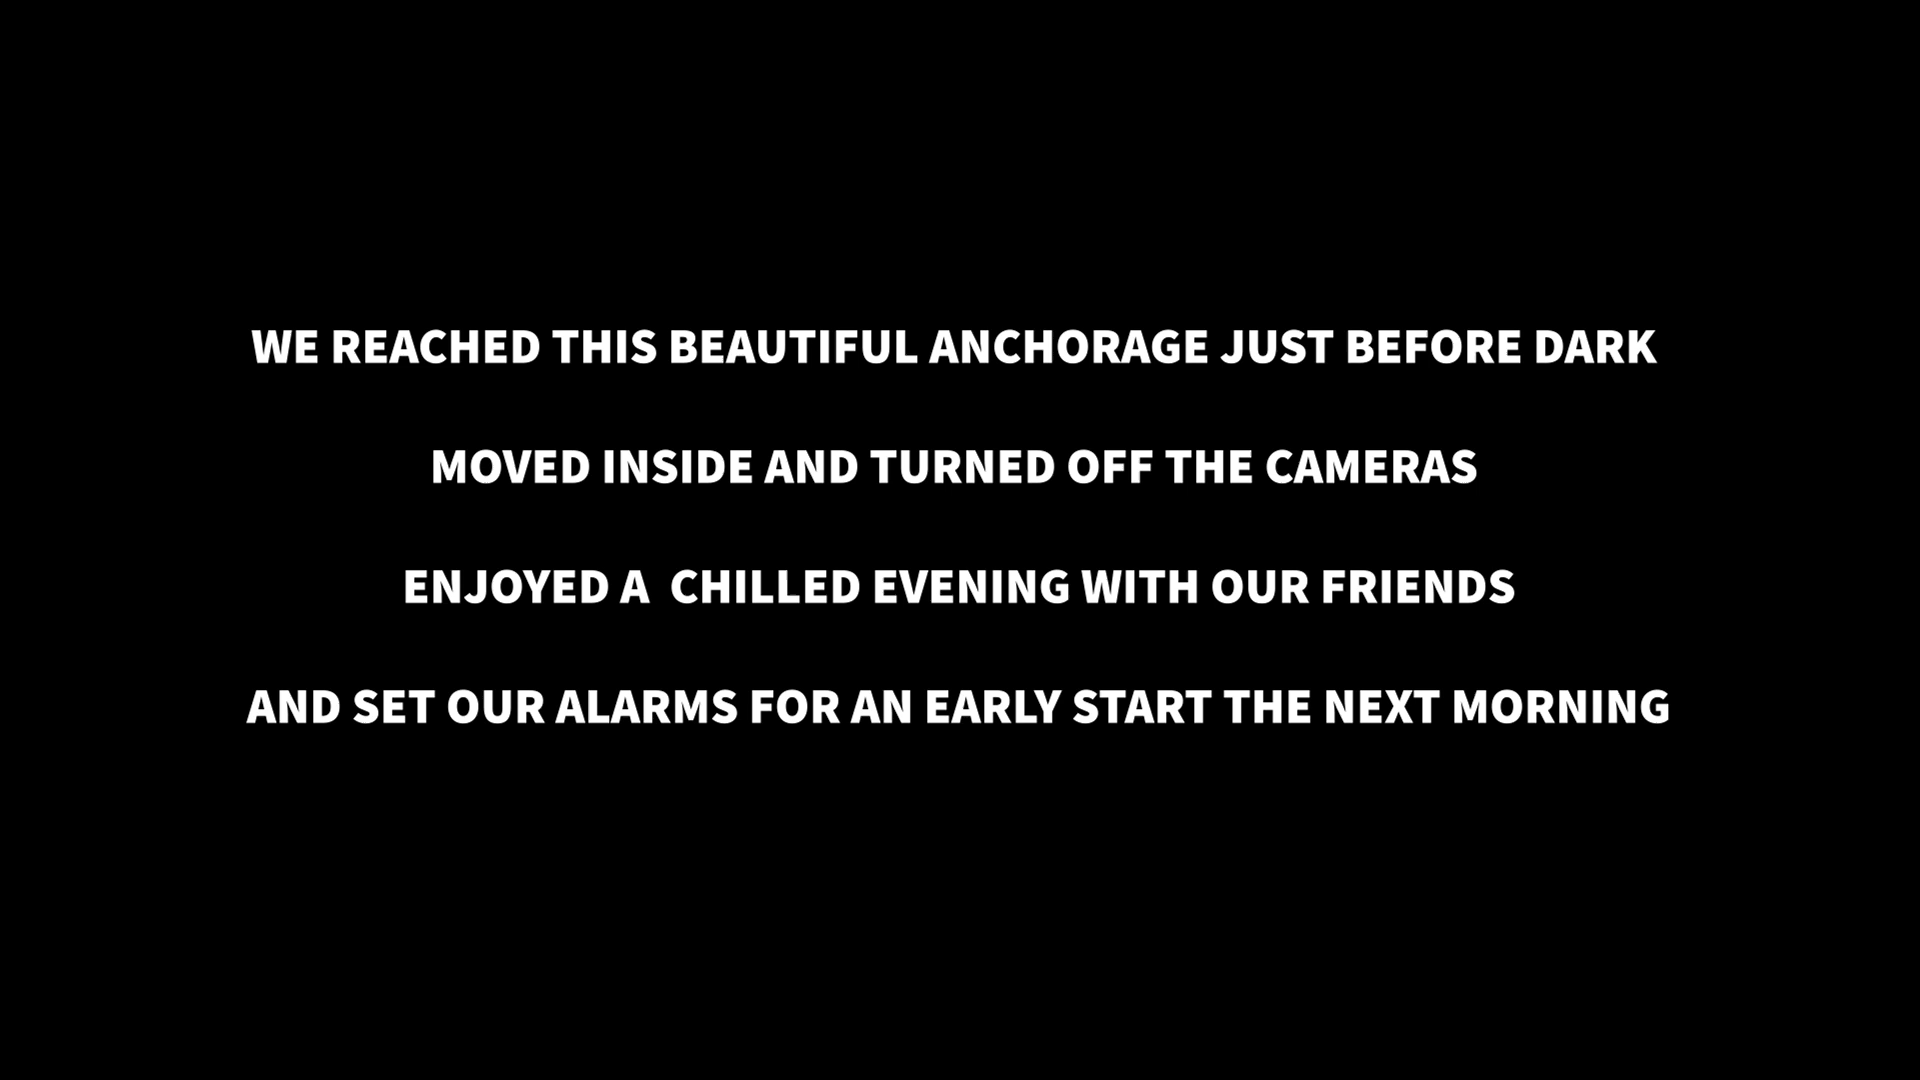 WE REACHED THIS BEAUTIFUL ANCHORAGE JUST BEFORE DARK
MOVED INSIDE AND TURNED OFF THE CAMERAS
ENJOYED A  CHILLED EVENING WITH OUR FRIENDS
AND SET OUR ALARMS FOR AN EARLY START THE NEXT MORNING